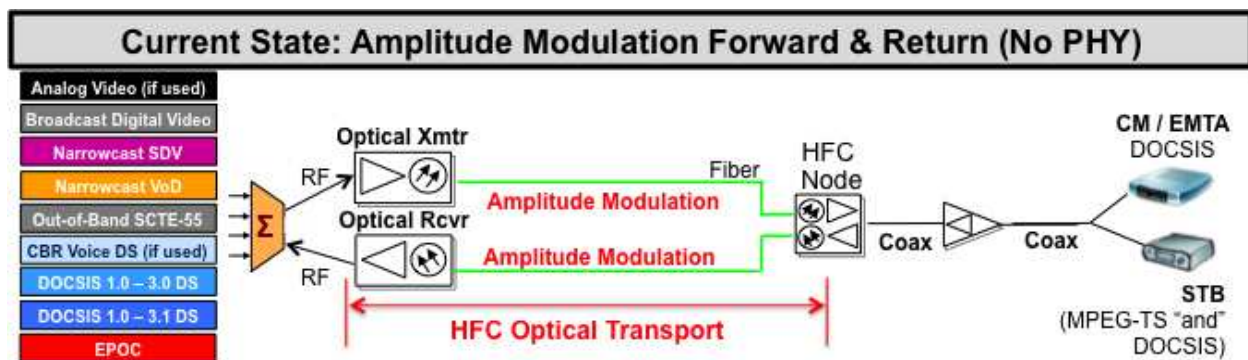 Current State: Amplitude Modulation Forward & Return (No PHY)
Analog Video (if used)
Broadcast Digital Video
Narrowcast SDV
Narrowcast VoD
Out-of-Band SCTE-55
CBR Voice DS (if used)
DOCSIS 1.0 – 3.0 DS
DOCSIS 1.0 – 3.1 DS
EPOC
Σ
RF
RF
Optical Xmtr
Optical Rcvr
Fiber
Amplitude Modulation
Amplitude Modulation
HFC Optical Transport
HFC
Node
Coax
Coax
CM / EMTA
DOCSIS
STB
(MPEG-TS “and”
DOCSIS)